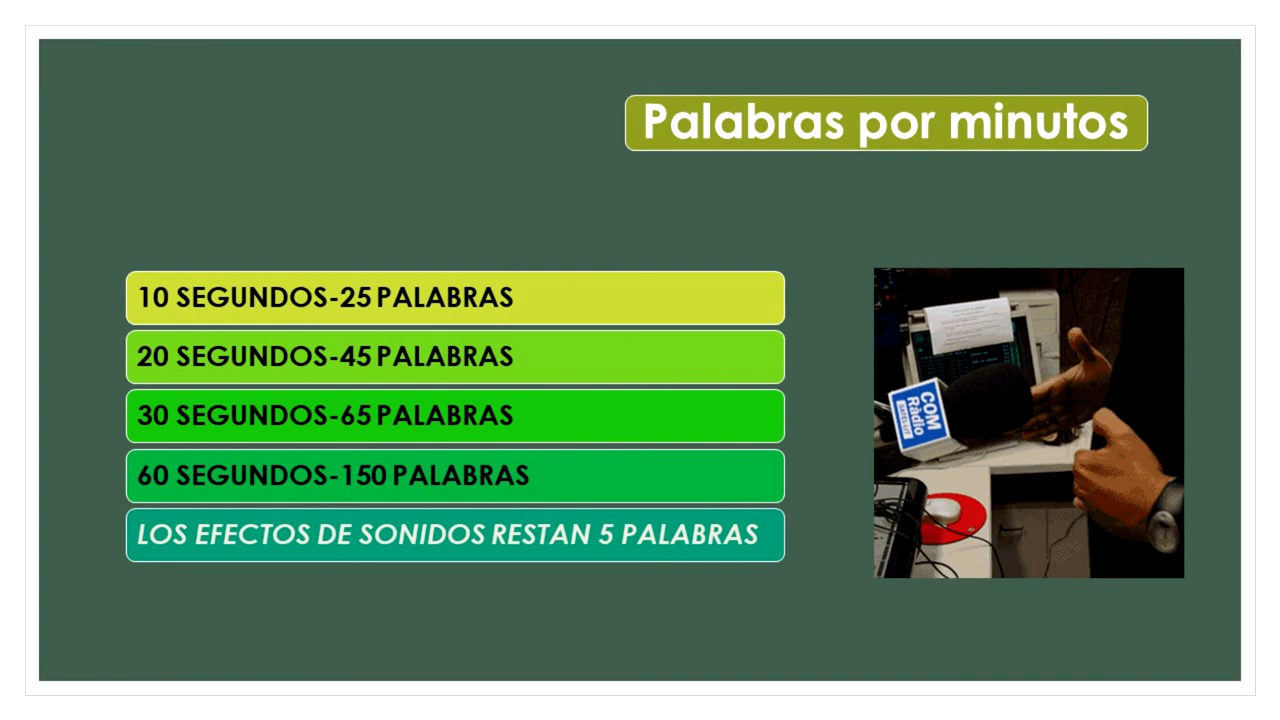 Palabras por minutos
10 SEGUNDOS-25 PALABRAS
20 SEGUNDOS-45 PALABRAS
30 SEGUNDOS-65 PALABRAS
60 SEGUNDOS-150 PALABRAS
LOS EFECTOS DE SONIDOS RESTAN 5 PALABRAS
COM
Ràdio